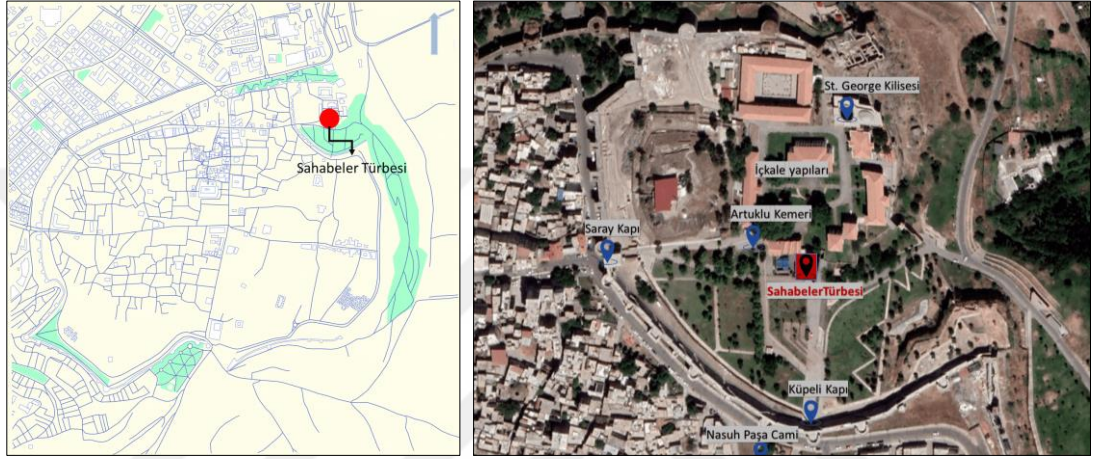 Sahabeler Türbesi
St. George Kilisesi
İçkale yapıları
Artuklu Kemeri
Saray Kapı
SahabelerTürbesi
Küpeli Kapı
Nasuh Paşa Cami